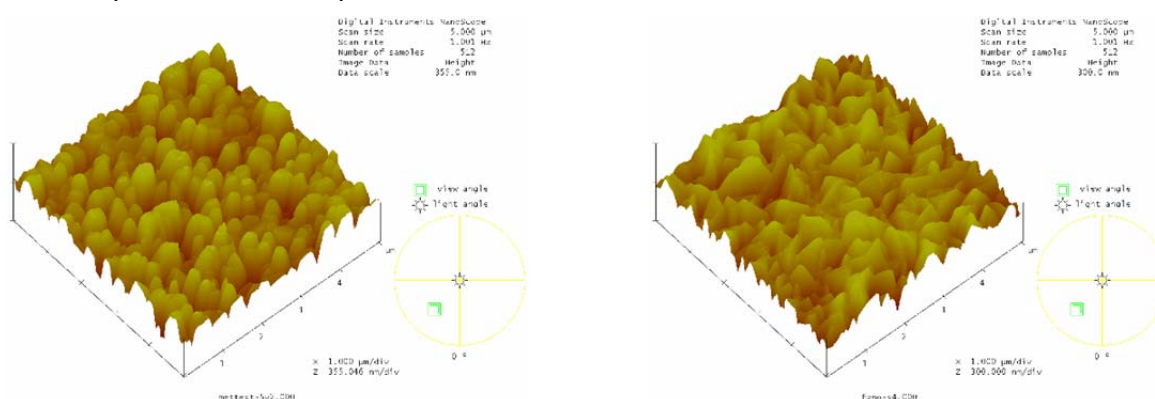 Digital Instruments NanoScope
Scan size 5.000 µm
Scan rate 1.001 Hz
Number of samples 512
Image Data Height
Data scale 355.0 nm
view angle
light angle
µm
4
2
1
X 1.000 µm/div
Z 355.046 nm/div
0 °
Digital Instruments NanoScope
Scan size 5.000 µm
Scan rate 1.001 Hz
Number of samples 512
Image Data Height
Data scale 300.0 nm
view angle
light angle
µm
4
2
1
X 1.000 µm/div
Z 300.000 nm/div
0 °